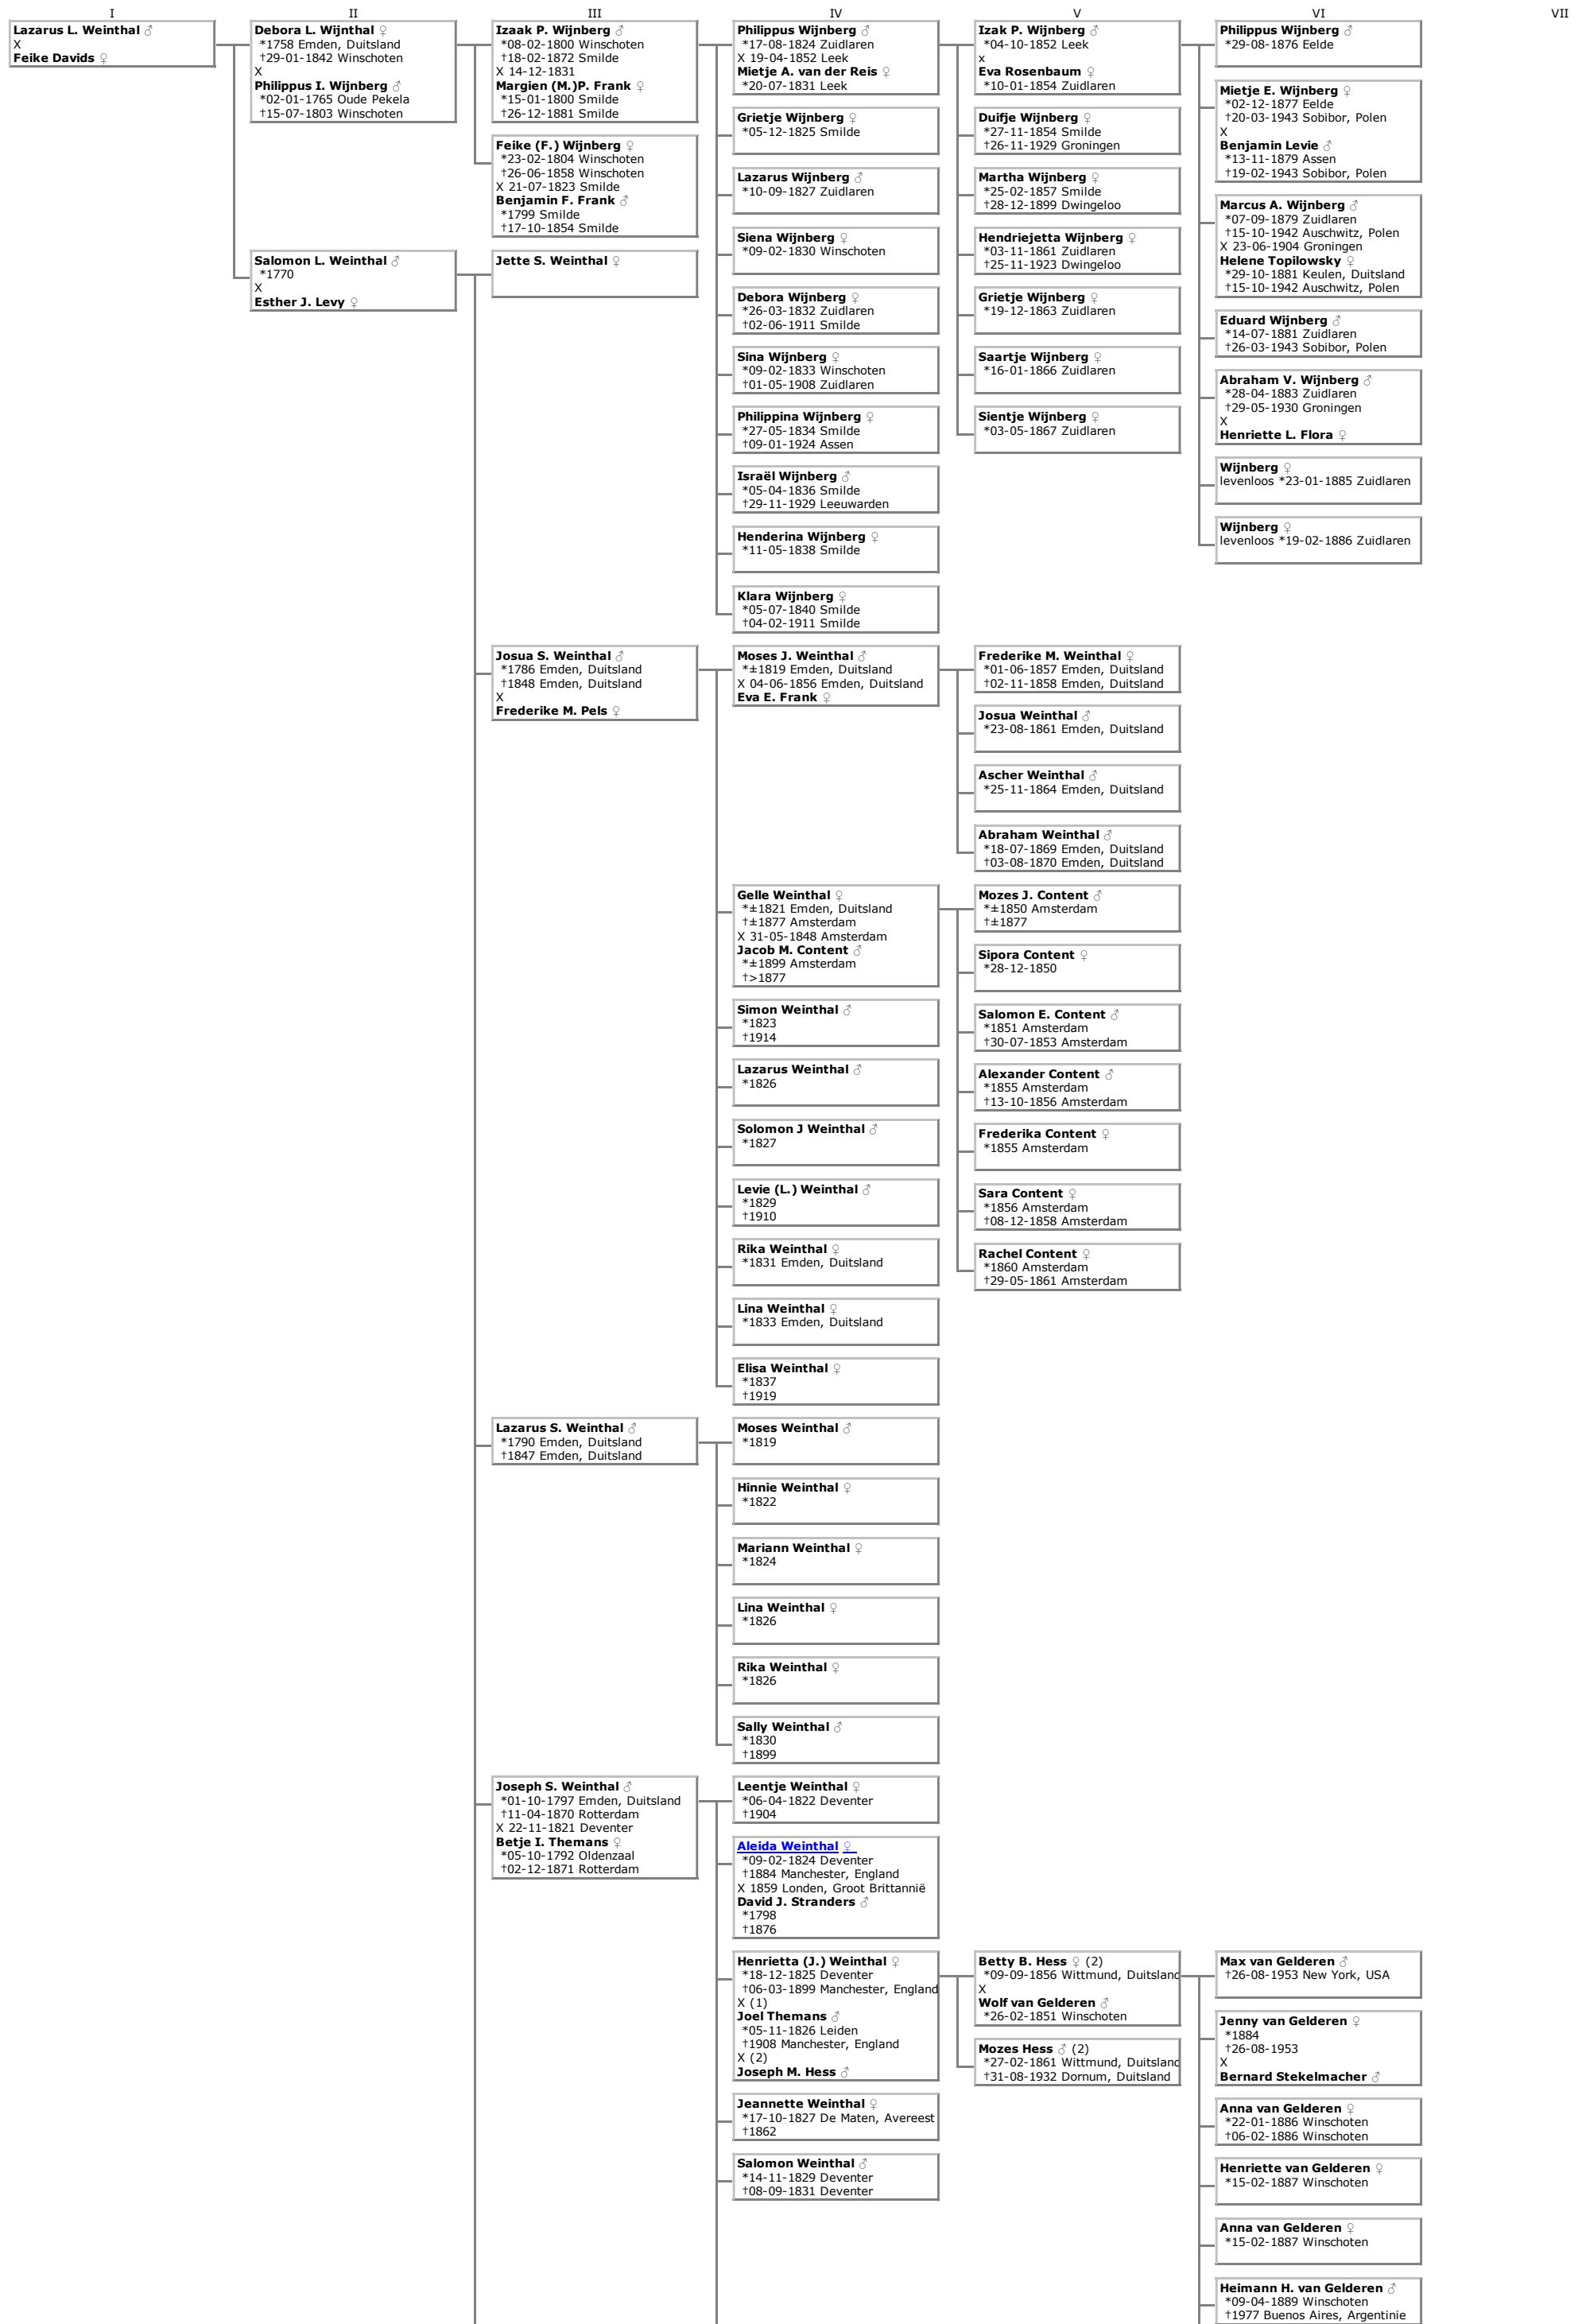 I
II
III
IV
V
VI
VII
Lazarus L. Weinthal ♂
X
Feike Davids ♀
Debora L. Wijnthal ♀
*1758 Emden, Duitsland
†29-01-1842 Winschoten
X
Philippus I. Wijnberg ♂
*02-01-1765 Oude Pekela
†15-07-1803 Winschoten
Salomon L. Weinthal ♂
*1770
X
Esther J. Levy ♀
Izaak P. Wijnberg ♂
*08-02-1800 Winschoten
†18-02-1872 Smilde
X 14-12-1831
Margien (M.)P. Frank ♀
*15-01-1800 Smilde
†26-12-1881 Smilde
Feike (F.) Wijnberg ♀
*23-02-1804 Winschoten
†26-06-1858 Winschoten
X 21-07-1823 Smilde
Benjamin F. Frank ♂
*1799 Smilde
†17-10-1854 Smilde
Jette S. Weinthal ♀
Josua S. Weinthal ♂
*1786 Emden, Duitsland
†1848 Emden, Duitsland
X
Frederike M. Pels ♀
Lazarus S. Weinthal ♂
*1790 Emden, Duitsland
†1847 Emden, Duitsland
Joseph S. Weinthal ♂
*01-10-1797 Emden, Duitsland
†11-04-1870 Rotterdam
X 22-11-1821 Deventer
Betje I. Themans ♀
*05-10-1792 Oldenzaal
†02-12-1871 Rotterdam
Philippus Wijnberg ♂
*17-08-1824 Zuidlaren
X 19-04-1852 Leek
Mietje A. van der Reis ♀
*20-07-1831 Leek
Grietje Wijnberg ♀
*05-12-1825 Smilde
Lazarus Wijnberg ♂
*10-09-1827 Zuidlaren
Siena Wijnberg ♀
*09-02-1830 Winschoten
Debora Wijnberg ♀
*26-03-1832 Zuidlaren
†02-06-1911 Smilde
Sina Wijnberg ♀
*09-02-1833 Winschoten
†01-05-1908 Zuidlaren
Philippina Wijnberg ♀
*27-05-1834 Smilde
†09-01-1924 Assen
Israël Wijnberg ♂
*05-04-1836 Smilde
†29-11-1929 Leeuwarden
Henderina Wijnberg ♀
*11-05-1838 Smilde
Klara Wijnberg ♀
*05-07-1840 Smilde
†04-02-1911 Smilde
Moses J. Weinthal ♂
*±1819 Emden, Duitsland
X 04-06-1856 Emden, Duitsland
Eva E. Frank ♀
Gelle Weinthal ♀
*±1821 Emden, Duitsland
†±1877 Amsterdam
X 31-05-1848 Amsterdam
Jacob M. Content ♂
*±1899 Amsterdam
†>1877
Simon Weinthal ♂
*1823
†1914
Lazarus Weinthal ♂
*1826
Solomon J Weinthal ♂
*1827
Levie (L.) Weinthal ♂
*1829
†1910
Rika Weinthal ♀
*1831 Emden, Duitsland
Lina Weinthal ♀
*1833 Emden, Duitsland
Elisa Weinthal ♀
*1837
†1919
Moses Weinthal ♂
*1819
Hinnie Weinthal ♀
*1822
Mariann Weinthal ♀
*1824
Lina Weinthal ♀
*1826
Rika Weinthal ♀
*1826
Sally Weinthal ♂
*1830
†1899
Leentje Weinthal ♀
*06-04-1822 Deventer
†1904
Aleida Weinthal ♀
*09-02-1824 Deventer
†1884 Manchester, England
X 1859 Londen, Groot Brittannië
David J. Stranders ♂
*1798
†1876
Henrietta (J.) Weinthal ♀
*18-12-1825 Deventer
†06-03-1899 Manchester, England
X (1)
Joel Themans ♂
*05-11-1826 Leiden
†1908 Manchester, England
X (2)
Joseph M. Hess ♂
Jeannette Weinthal ♀
*17-10-1827 De Maten, Avereest
†1862
Salomon Weinthal ♂
*14-11-1829 Deventer
†08-09-1831 Deventer
Izak P. Wijnberg ♂
*04-10-1852 Leek
x
Eva Rosenbaum ♀
*10-01-1854 Zuidlaren
Duifje Wijnberg ♀
*27-11-1854 Smilde
†26-11-1929 Groningen
Martha Wijnberg ♀
*25-02-1857 Smilde
†28-12-1899 Dwingeloo
Hendriejetta Wijnberg ♀
*03-11-1861 Zuidlaren
†25-11-1923 Dwingeloo
Grietje Wijnberg ♀
*19-12-1863 Zuidlaren
Saartje Wijnberg ♀
*16-01-1866 Zuidlaren
Sientje Wijnberg ♀
*03-05-1867 Zuidlaren
Frederike M. Weinthal ♀
*01-06-1857 Emden, Duitsland
†02-11-1858 Emden, Duitsland
Josua Weinthal ♂
*23-08-1861 Emden, Duitsland
Ascher Weinthal ♂
*25-11-1864 Emden, Duitsland
Abraham Weinthal ♂
*18-07-1869 Emden, Duitsland
†03-08-1870 Emden, Duitsland
Mozes J. Content ♂
*±1850 Amsterdam
†±1877
Sipora Content ♀
*28-12-1850
Salomon E. Content ♂
*1851 Amsterdam
†30-07-1853 Amsterdam
Alexander Content ♂
*1855 Amsterdam
†13-10-1856 Amsterdam
Frederika Content ♀
*1855 Amsterdam
Sara Content ♀
*1856 Amsterdam
†08-12-1858 Amsterdam
Rachel Content ♀
*1860 Amsterdam
†29-05-1861 Amsterdam
Betty B. Hess ♀ (2)
*09-09-1856 Wittmund, Duitsland
X
Wolf van Gelderen ♂
*26-02-1851 Winschoten
Mozes Hess ♂ (2)
*27-02-1861 Wittmund, Duitsland
†31-08-1932 Dornum, Duitsland
Philippus Wijnberg ♂
*29-08-1876 Eelde
Mietje E. Wijnberg ♀
*02-12-1877 Eelde
†20-03-1943 Sobibor, Polen
X
Benjamin Levie ♂
*13-11-1879 Assen
†19-02-1943 Sobibor, Polen
Marcus A. Wijnberg ♂
*07-09-1879 Zuidlaren
†15-10-1942 Auschwitz, Polen
X 23-06-1904 Groningen
Helene Topilowsky ♀
*29-10-1881 Keulen, Duitsland
†15-10-1942 Auschwitz, Polen
Eduard Wijnberg ♂
*14-07-1881 Zuidlaren
†26-03-1943 Sobibor, Polen
Abraham V. Wijnberg ♂
*28-04-1883 Zuidlaren
†29-05-1930 Groningen
X
Henriette L. Flora ♀
Wijnberg ♀
levenloos *23-01-1885 Zuidlaren
Wijnberg ♀
levenloos *19-02-1886 Zuidlaren
Max van Gelderen ♂
†26-08-1953 New York, USA
Jenny van Gelderen ♀
*1884
†26-08-1953
X
Bernard Stekelmacher ♂
Anna van Gelderen ♀
*22-01-1886 Winschoten
†06-02-1886 Winschoten
Henriette van Gelderen ♀
*15-02-1887 Winschoten
Anna van Gelderen ♀
*15-02-1887 Winschoten
Heimann H. van Gelderen ♂
*09-04-1889 Winschoten
†1977 Buenos Aires, Argentinie